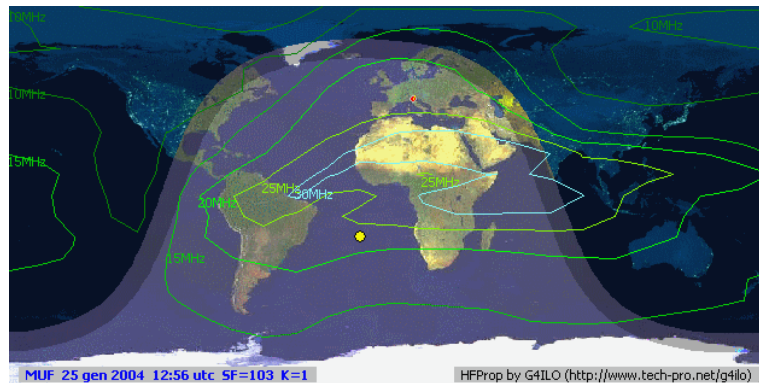 10MHz
10MHz
10MHz
15MHz
25MHz
25MHz
30MHz
20MHz
15MHz
MUF 25 gen 2004 12:56 utc SF=103 K=1
HFProp by G4ILO (http://www.tech-pro.net/g4ilo)